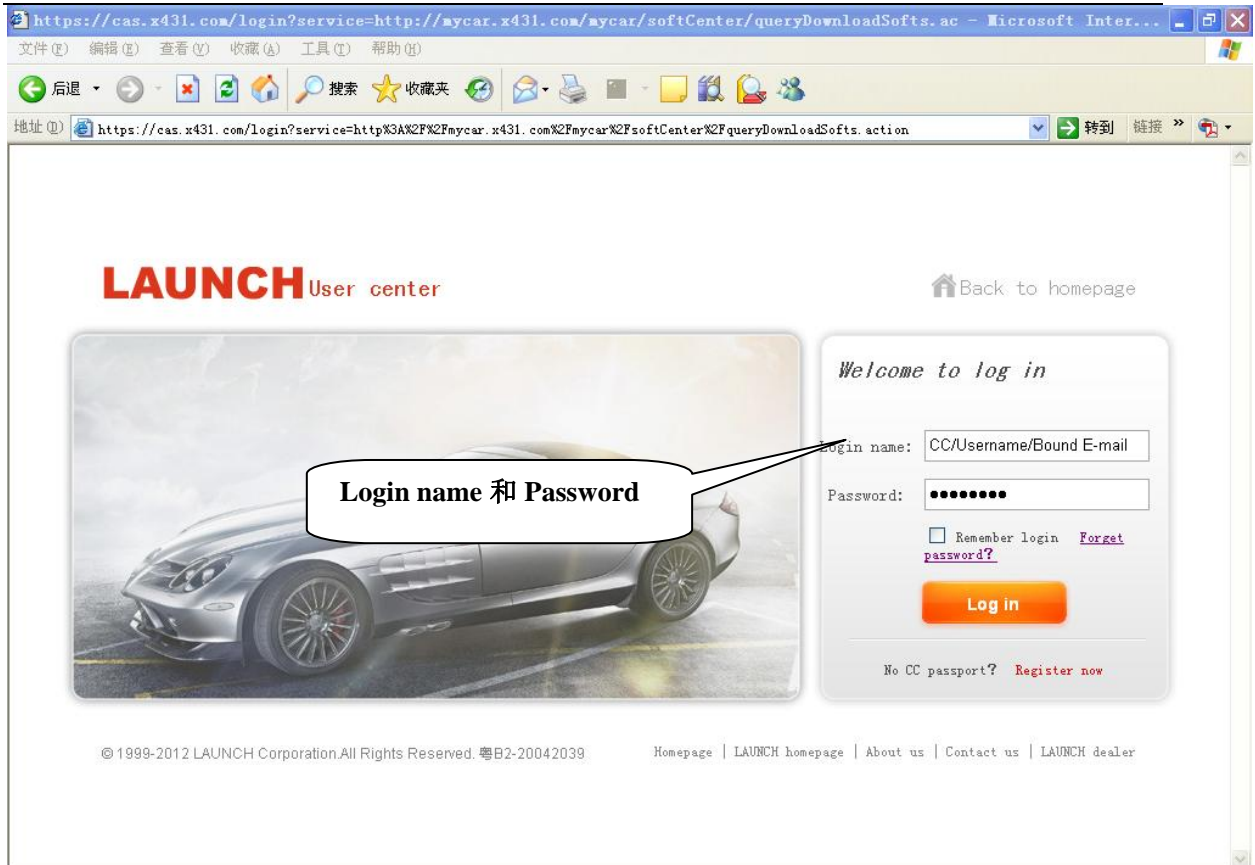 https://cas.x431.com/login?service=http://mycar.x431.com/mycar/softCenter/queryDownloadSofts.ac - Microsoft Inter...
文件(F) 编辑(E) 查看(V) 收藏(A) 工具(T) 帮助(H)
后退 搜索 收藏夹
地址(D) https://cas.x431.com/login?service=http%3A%2F%2Fmycar.x431.com%2Fmycar%2FsoftCenter%2FqueryDownloadSofts.action 转到 链接 »
LAUNCH User center
Back to homepage
Welcome to log in
Login name: CC/Username/Bound E-mail
Login name 和 Password
Password: ●●●●●●●●
Remember login Forget
password?
Log in
No CC passport? Register now
©1999-2012 LAUNCH Corporation.All Rights Reserved. 粤B2-20042039
Homepage | LAUNCH homepage | About us | Contact us | LAUNCH dealer